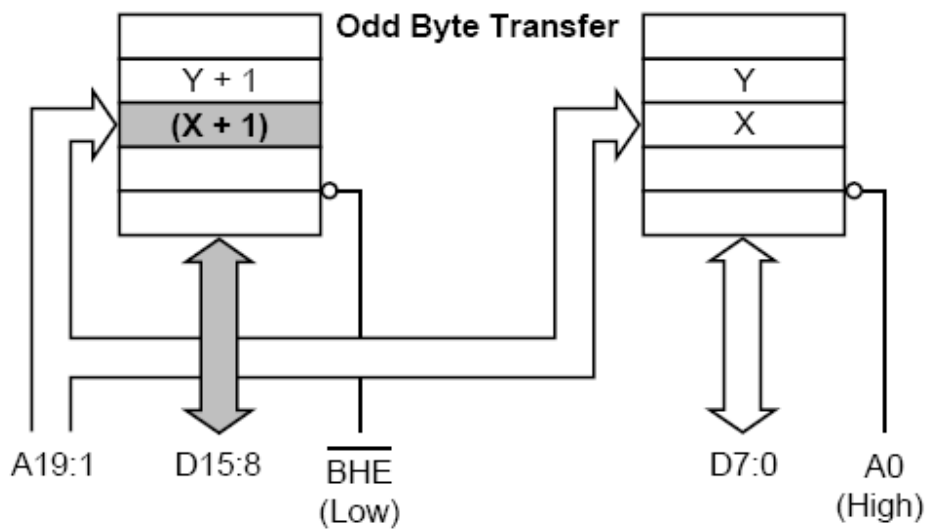 Odd Byte Transfer
Y + 1
(X + 1)
Y
X
A19:1
D15:8
BHE
(Low)
D7:0
A0
(High)